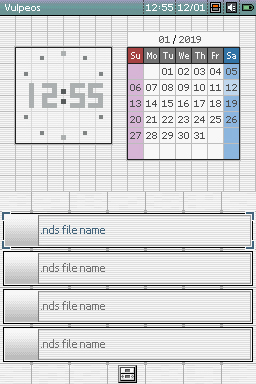 Vulpeos 12:55 12/01
01 / 2019
Su Mo Tu We Th Fr Sa
01 02 03 04 05
06 07 08 09 10 11 12
13 14 15 16 17 18 19
20 21 22 23 24 25 26
27 28 29 30 31
12:55
.nds file name
.nds file name
.nds file name
.nds file name